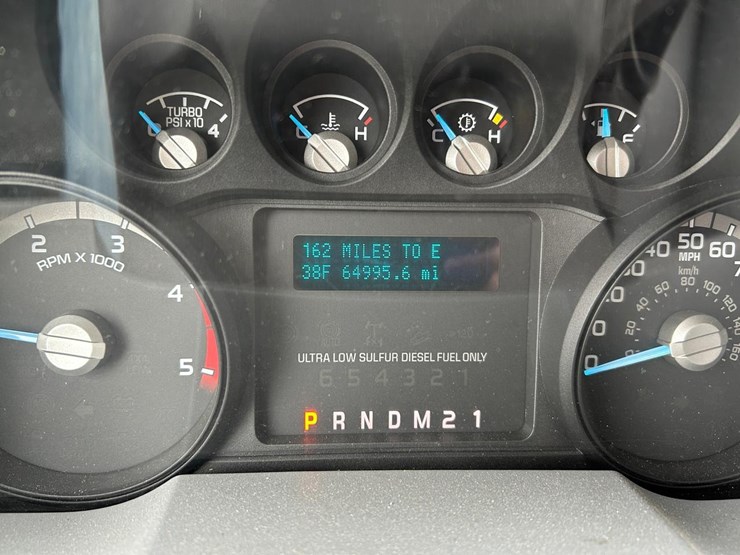 TURBO
PSI x 10
4
H
C
H
F
2
3
4
5
RPM X 1000
162 MILES TO E
38F 64995.6 mi
ULTRA LOW SULFUR DIESEL FUEL ONLY
6 5 4 3 2 1
P R N D M 2 1
40 50 60
MPH
km/h
20 40 60 80 100 120 140 160